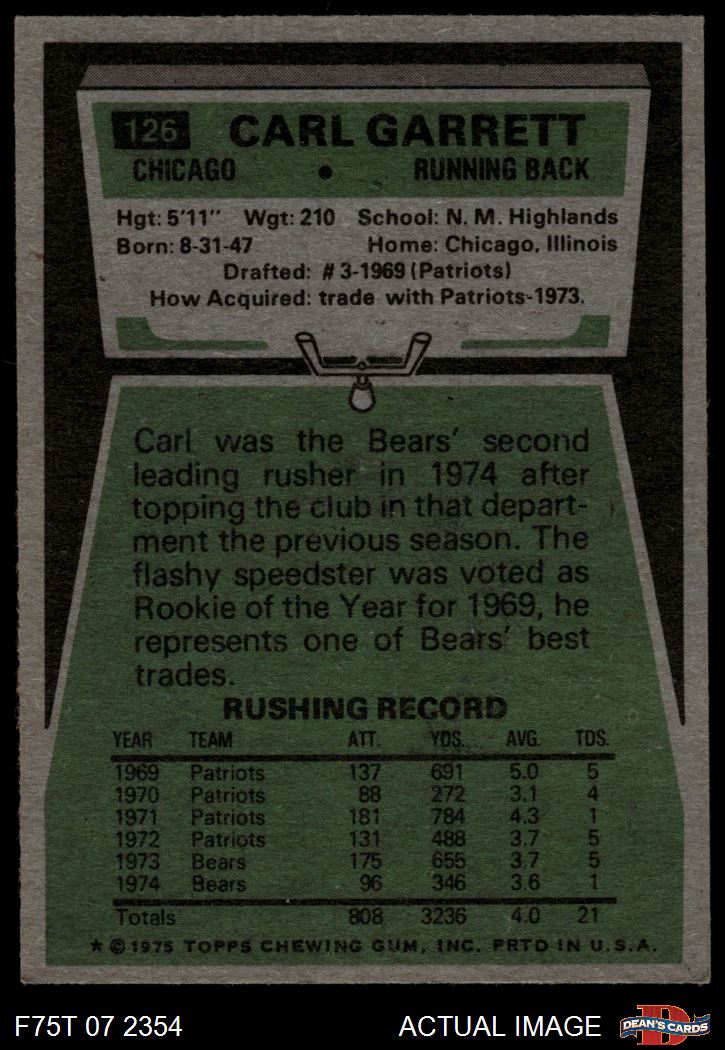 126 CARL GARRETT
CHICAGO • RUNNING BACK
Hgt: 5'11" Wgt: 210 School: N. M. Highlands
Born: 8-31-47 Home: Chicago, Illinois
Drafted: #3-1969 (Patriots)
How Acquired: trade with Patriots-1973.
Carl was the Bears' second
leading rusher in 1974 after
topping the club in that depart-
ment the previous season. The
flashy speedster was voted as
Rookie of the Year for 1969, he
represents one of Bears' best
trades.
RUSHING RECORD
YEAR TEAM ATT. YDS. AVG. TDS.
1969 Patriots 137 691 5.0 5
1970 Patriots 88 272 3.1 4
1971 Patriots 181 784 4.3 1
1972 Patriots 131 488 3.7 5
1973 Bears 175 655 3.7 5
1974 Bears 96 346 3.6 1
Totals 808 3236 4.0 21
★ © 1975 TOPPS CHEWING GUM, INC. PRTD IN U.S.A.
F75T 07 2354 ACTUAL IMAGE D DEAN'S CARDS